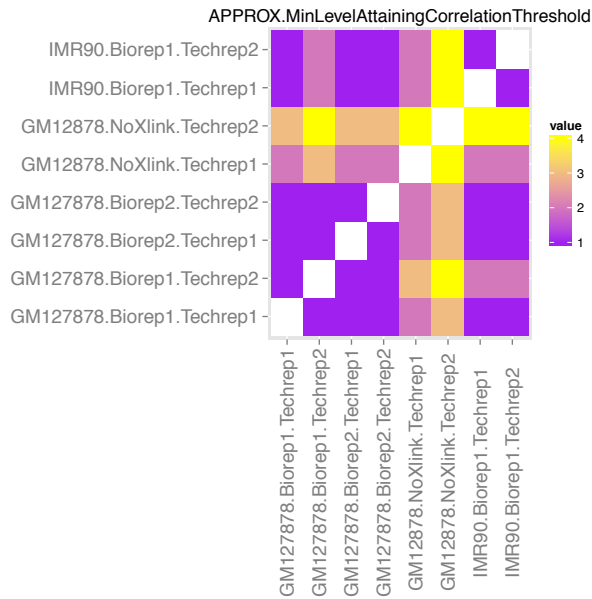 APPROX.MinLevelAttainingCorrelationThreshold
IMR90.Biorep1.Techrep2
IMR90.Biorep1.Techrep1
GM12878.NoXlink.Techrep2
GM12878.NoXlink.Techrep1
GM127878.Biorep2.Techrep2
GM127878.Biorep2.Techrep1
GM127878.Biorep1.Techrep2
GM127878.Biorep1.Techrep1
value
4
3
2
1
GM127878.Biorep1.Techrep1
GM127878.Biorep1.Techrep2
GM127878.Biorep2.Techrep1
GM127878.Biorep2.Techrep2
GM12878.NoXlink.Techrep1
GM12878.NoXlink.Techrep2
IMR90.Biorep1.Techrep1
IMR90.Biorep1.Techrep2